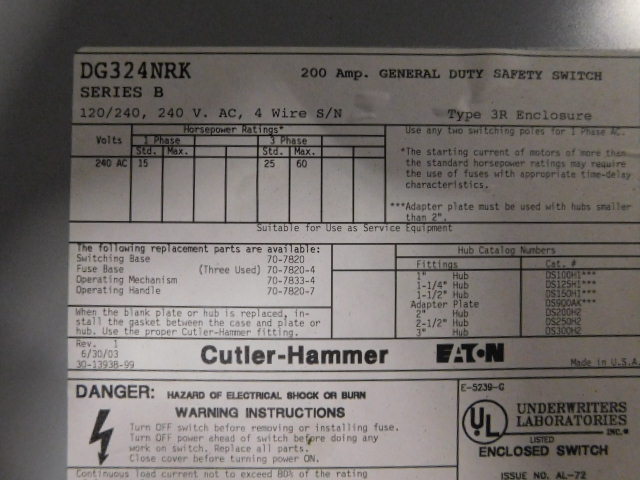 DG324NRK
200 Amp. GENERAL DUTY SAFETY SWITCH
SERIES B
120/240, 240 V. AC, 4 Wire S/N
Type 3R Enclosure
Horsepower Ratings*
Volts
1 Phase
3 Phase
Std. Max.
Std. Max.
240 AC 15 25 60
Use any two switching poles for 1 Phase AC.
*The starting current of motors of more than
the standard horsepower ratings may require
the use of fuses with appropriate time-delay
characteristics.
***Adapter plate must be used with hubs smaller
than 2".
Suitable for Use as Service Equipment
The following replacement parts are available:
Switching Base 70-7820
Fuse Base (Three Used) 70-7820-4
Operating Mechanism 70-7833-4
Operating Handle 70-7820-7
When the blank plate or hub is replaced, in-
stall the gasket between the case and plate or
hub. Use the proper Cutler-Hammer fitting.
Hub Catalog Numbers
Fittings Cat. #
1" Hub DS100H1***
1-1/4" Hub DS125H1***
1-1/2" Hub DS150H1***
Adapter Plate DS900AK***
2" Hub DS200H2
2-1/2" Hub DS250H2
3" Hub DS300H2
Rev. 1
6/30/03
30-13938-99
Cutler-Hammer
EATON
Made in U.S.A.
DANGER: HAZARD OF ELECTRICAL SHOCK OR BURN
WARNING INSTRUCTIONS
Turn OFF switch before removing or installing fuse.
Turn OFF power ahead of switch before doing any
work on switch. Replace all parts.
Close cover before turning power ON.
Continuous load current not to exceed 80% of the rating
E-5239-G
UL
UNDERWRITERS
LABORATORIES
INC.®
LISTED
ENCLOSED SWITCH
ISSUE NO. AL-72